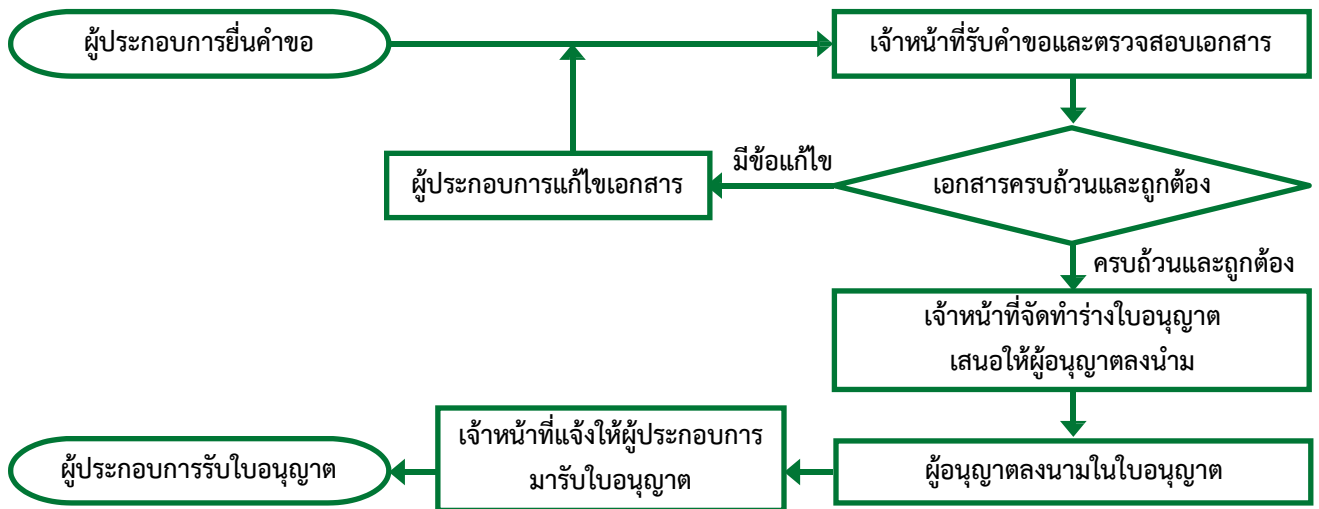 ผู้ประกอบการยื่นคำขอ
เจ้าหน้าที่รับคำขอและตรวจสอบเอกสาร
มีข้อแก้ไข
ผู้ประกอบการแก้ไขเอกสาร
เอกสารครบถ้วนและถูกต้อง
ครบถ้วนและถูกต้อง
เจ้าหน้าที่จัดทำร่างใบอนุญาต
เสนอให้ผู้อนุญาตลงนำม
ผู้อนุญาตลงนามในใบอนุญาต
เจ้าหน้าที่แจ้งให้ผู้ประกอบการ
มารับใบอนุญาต
ผู้ประกอบการรับใบอนุญาต